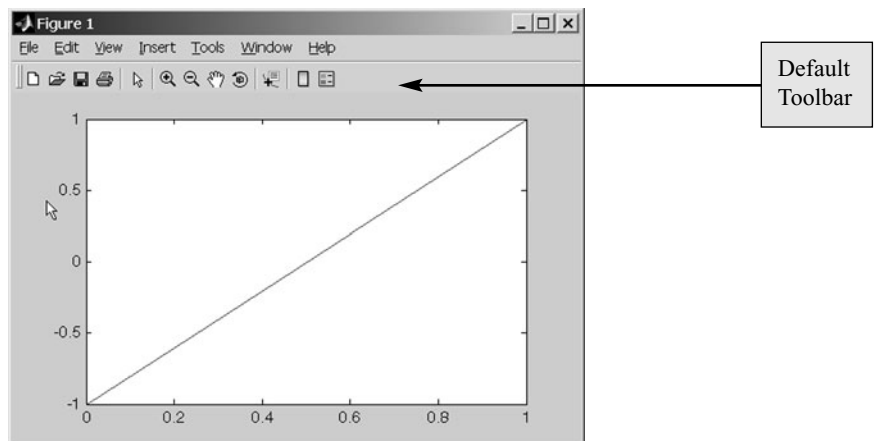 Figure 1
File Edit View Insert Tools Window Help
Default
Toolbar
1
0.5
0
-0.5
-1
0 0.2 0.4 0.6 0.8 1